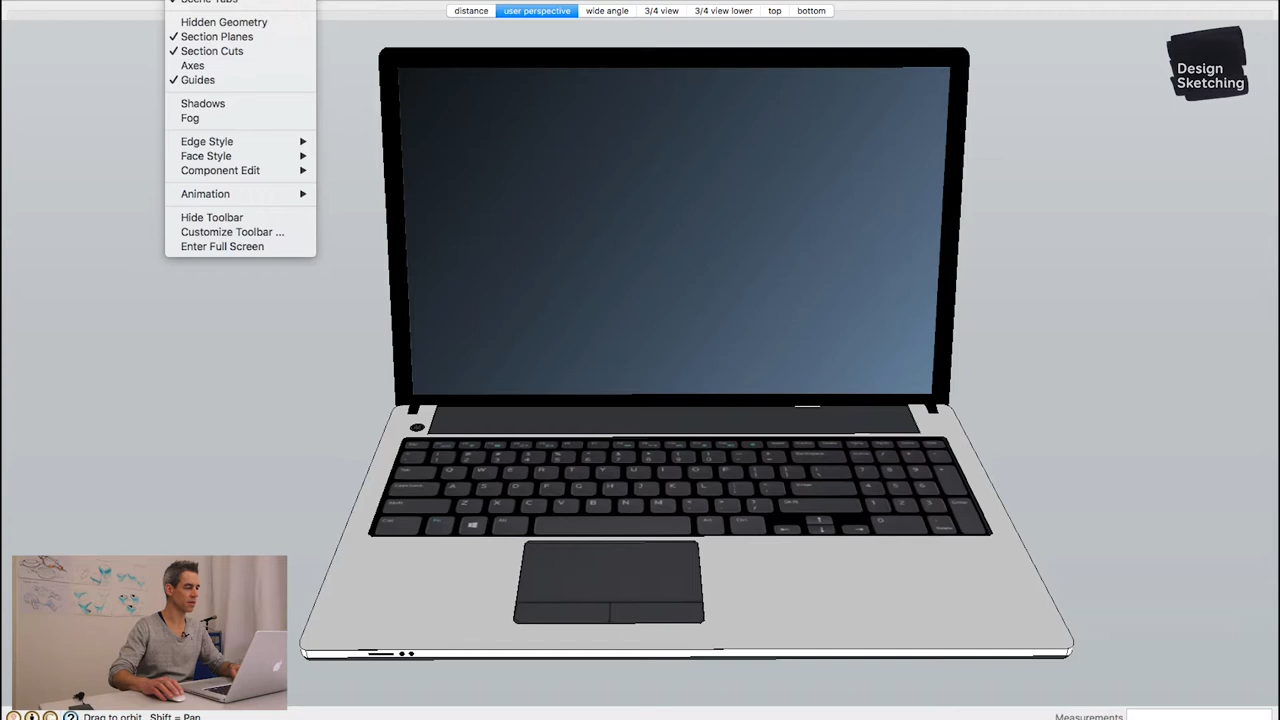 Scene Tabs
distance user perspective wide angle 3/4 view 3/4 view lower top bottom
Hidden Geometry
Section Planes
Section Cuts
Axes
Guides
Shadows
Fog
Edge Style
Face Style
Component Edit
Animation
Hide Toolbar
Customize Toolbar ...
Enter Full Screen
Design
Sketching
Q W E R T Y U I O P
A S D F G H J K L
Z X C V B N M
Drag to orbit. Shift = Pan
Measurements